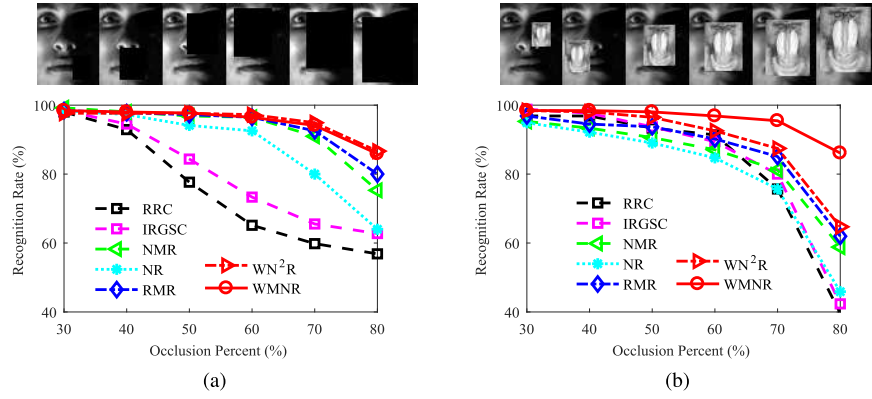 100
80
60
40
Recognition Rate (%)
RRC
IRGSC
NMR
NR
RMR
WN²R
WMNR
30 40 50 60 70 80
Occlusion Percent (%)
(a)
100
80
60
40
Recognition Rate (%)
RRC
IRGSC
NMR
NR
RMR
WN²R
WMNR
30 40 50 60 70 80
Occlusion Percent (%)
(b)